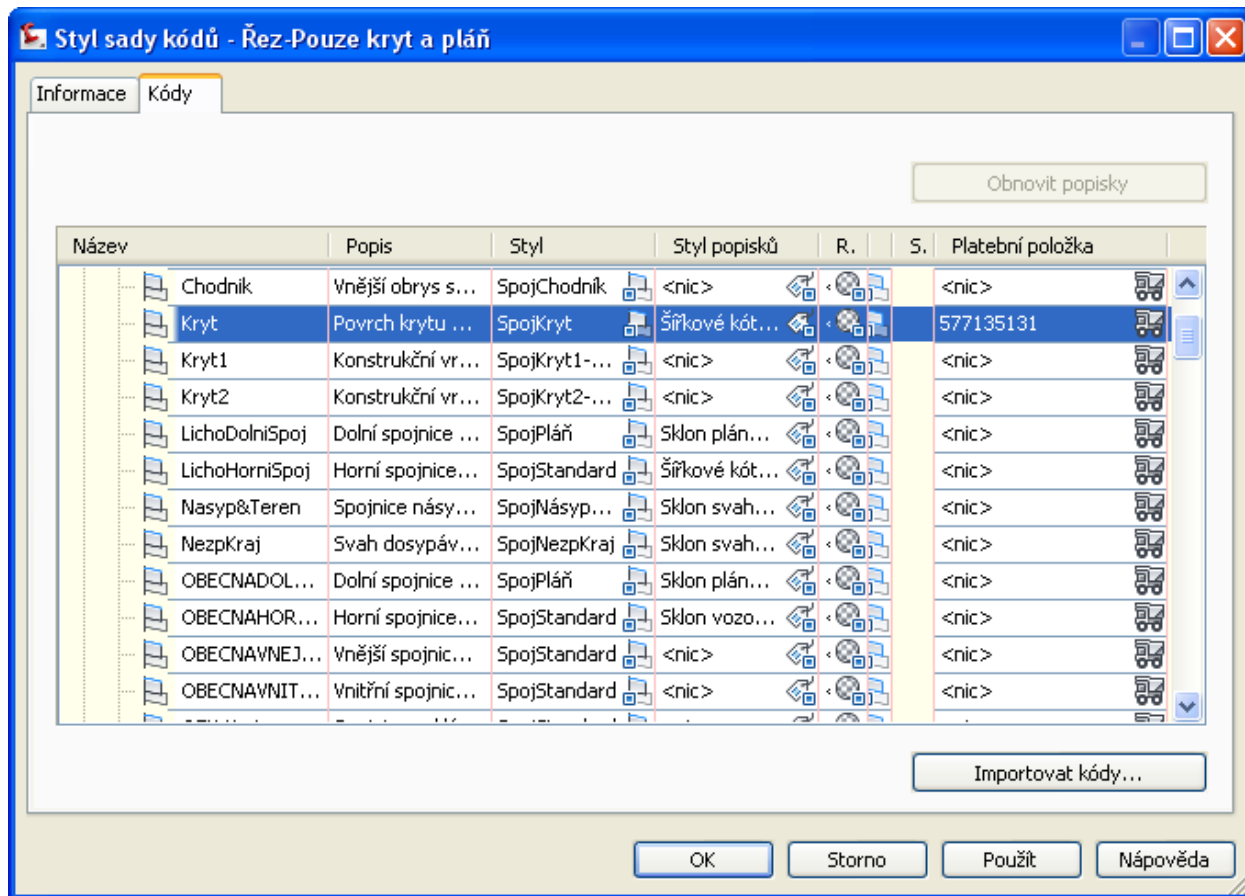 Styl sady kódů - Řez-Pouze kryt a pláň
Informace Kódy
Obnovit popisky
Název Popis Styl Styl popisků R. S. Platební položka
Chodnik Vnější obrys s... SpojChodník <nic> <nic>
Kryt Povrch krytu ... SpojKryt Šířkové kót... 577135131
Kryt1 Konstrukční vr... SpojKryt1-... <nic> <nic>
Kryt2 Konstrukční vr... SpojKryt2-... <nic> <nic>
LichoDolniSpoj Dolní spojnice ... SpojPláň Sklon plán... <nic>
LichoHorniSpoj Horní spojnice... SpojStandard Šířkové kót... <nic>
Nasyp&Teren Spojnice násy... SpojNásyp... Sklon svah... <nic>
NezpKraj Svah dosypáv... SpojNezpKraj Sklon svah... <nic>
OBECNADOL... Dolní spojnice ... SpojPláň Sklon plán... <nic>
OBECNAHOR... Horní spojnice... SpojStandard Sklon vozo... <nic>
OBECNAVNEJ... Vnější spojnic... SpojStandard <nic> <nic>
OBECNAVNIT... Vnitřní spojnic... SpojStandard <nic> <nic>
Importovat kódy...
OK Storno Použít Nápověda